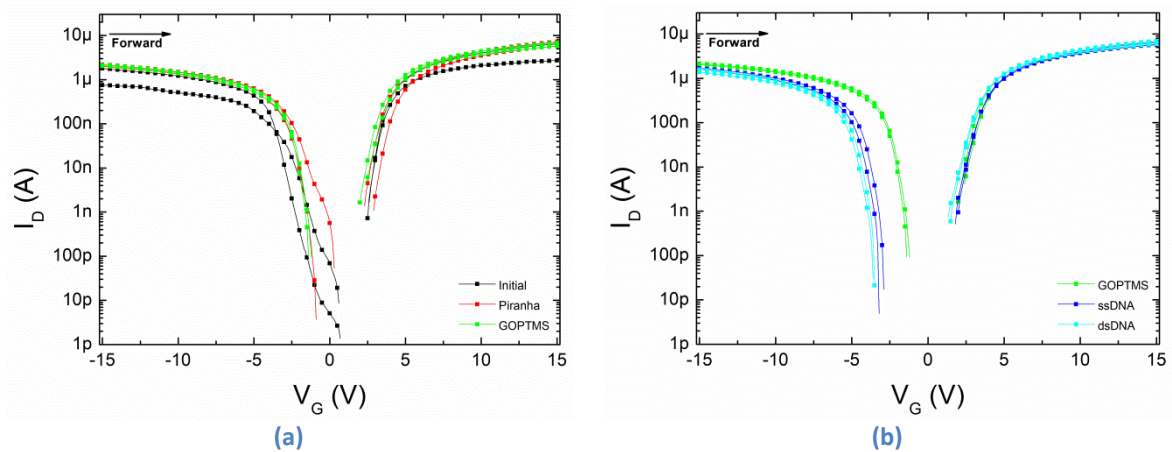 10µ
1µ
100n
10n
1n
100p
10p
1p
I_D (A)
Forward
Initial
Piranha
GOPTMS
-15 -10 -5 0 5 10 15
V_G (V)
(a)
10µ
1µ
100n
10n
1n
100p
10p
1p
I_D (A)
Forward
GOPTMS
ssDNA
dsDNA
-15 -10 -5 0 5 10 15
V_G (V)
(b)